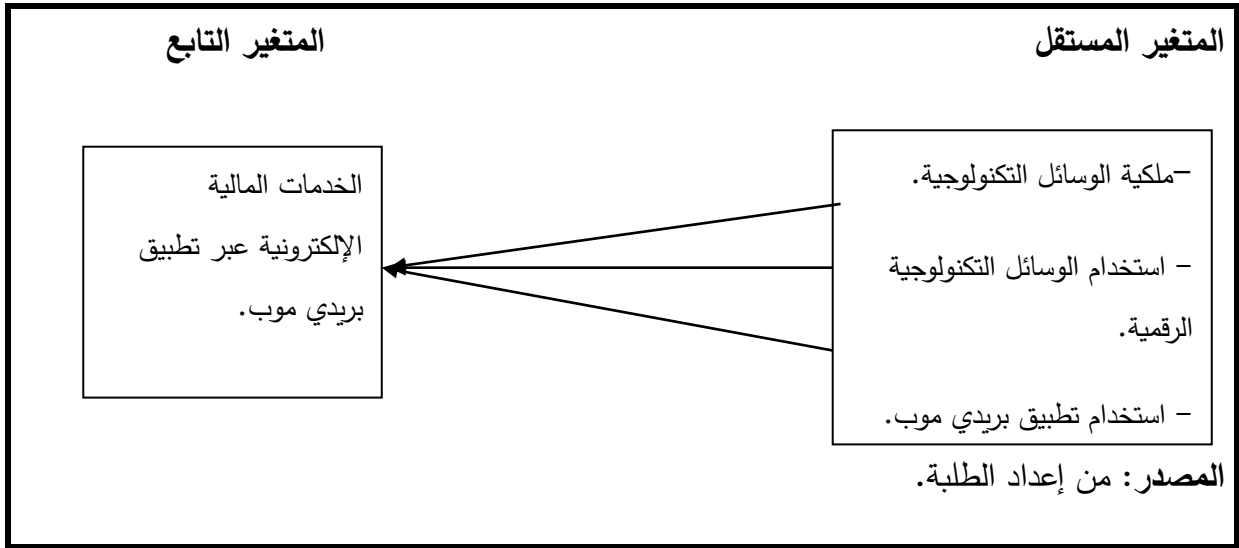 المتغير المستقل
المتغير التابع
-ملكية الوسائل التكنولوجية.
- استخدام الوسائل التكنولوجية
الرقمية.
- استخدام تطبيق بريدي موب.
الخدمات المالية
الإلكترونية عبر تطبيق
بريدي موب.
المصدر: من إعداد الطلبة.